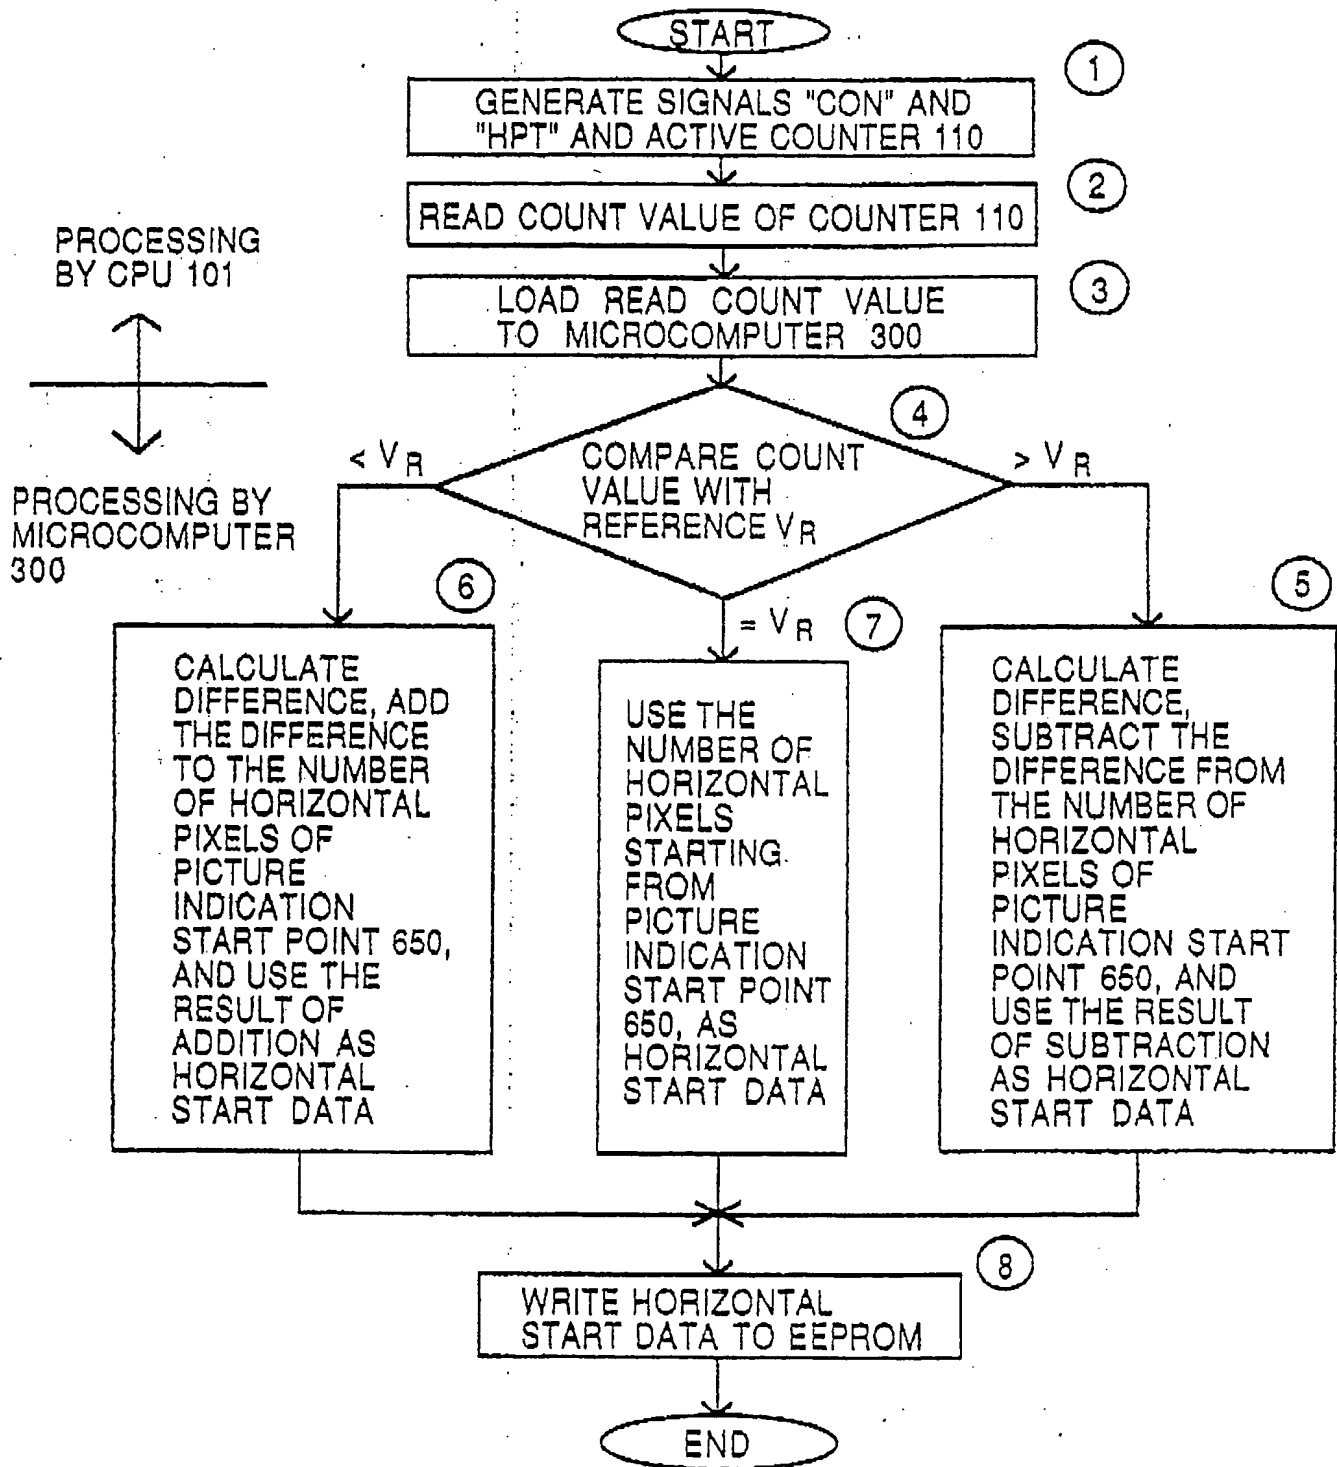 START
1
GENERATE SIGNALS "CON" AND
"HPT" AND ACTIVE COUNTER 110
2
READ COUNT VALUE OF COUNTER 110
3
LOAD READ COUNT VALUE
TO MICROCOMPUTER 300
PROCESSING
BY CPU 101
PROCESSING BY
MICROCOMPUTER
300
4
COMPARE COUNT
VALUE WITH
REFERENCE VR
< VR
> VR
= VR
6
CALCULATE
DIFFERENCE, ADD
THE DIFFERENCE
TO THE NUMBER
OF HORIZONTAL
PIXELS OF
PICTURE
INDICATION
START POINT 650,
AND USE THE
RESULT OF
ADDITION AS
HORIZONTAL
START DATA
7
USE THE
NUMBER OF
HORIZONTAL
PIXELS
STARTING
FROM
PICTURE
INDICATION
START POINT
650, AS
HORIZONTAL
START DATA
5
CALCULATE
DIFFERENCE,
SUBTRACT THE
DIFFERENCE FROM
THE NUMBER OF
HORIZONTAL
PIXELS OF
PICTURE
INDICATION START
POINT 650, AND
USE THE RESULT
OF SUBTRACTION
AS HORIZONTAL
START DATA
8
WRITE HORIZONTAL
START DATA TO EEPROM
END